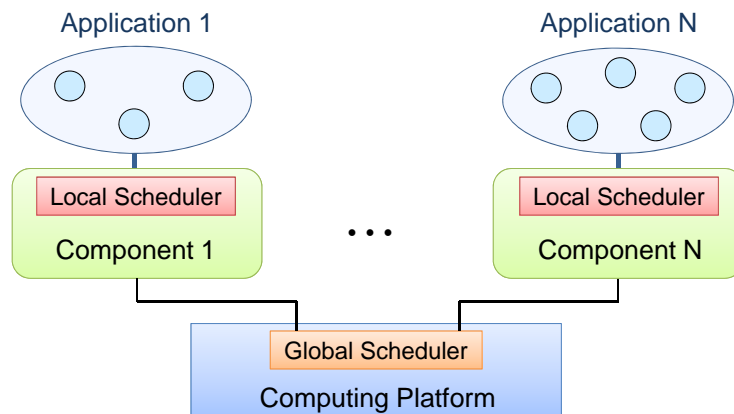 Application 1
Application N
Local Scheduler
Local Scheduler
Component 1
...
Component N
Global Scheduler
Computing Platform